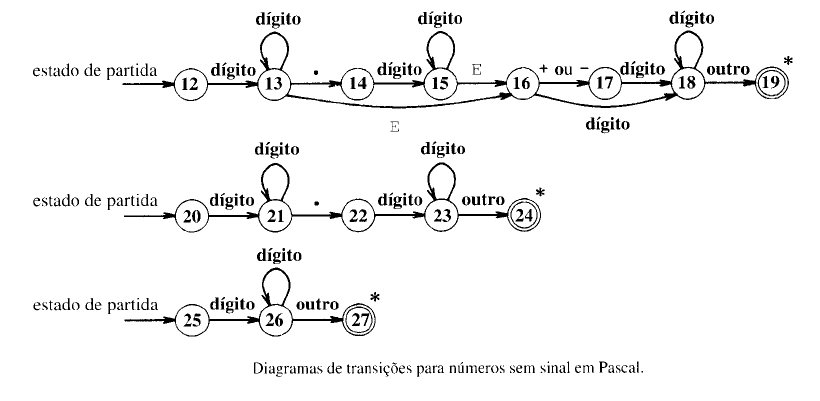 dígito dígito dígito
estado de partida dígito . dígito E + ou − dígito outro *
12 13 14 15 16 17 18 19
E dígito
dígito dígito
estado de partida dígito . dígito outro *
20 21 22 23 24
dígito
estado de partida dígito outro *
25 26 27
Diagramas de transições para números sem sinal em Pascal.